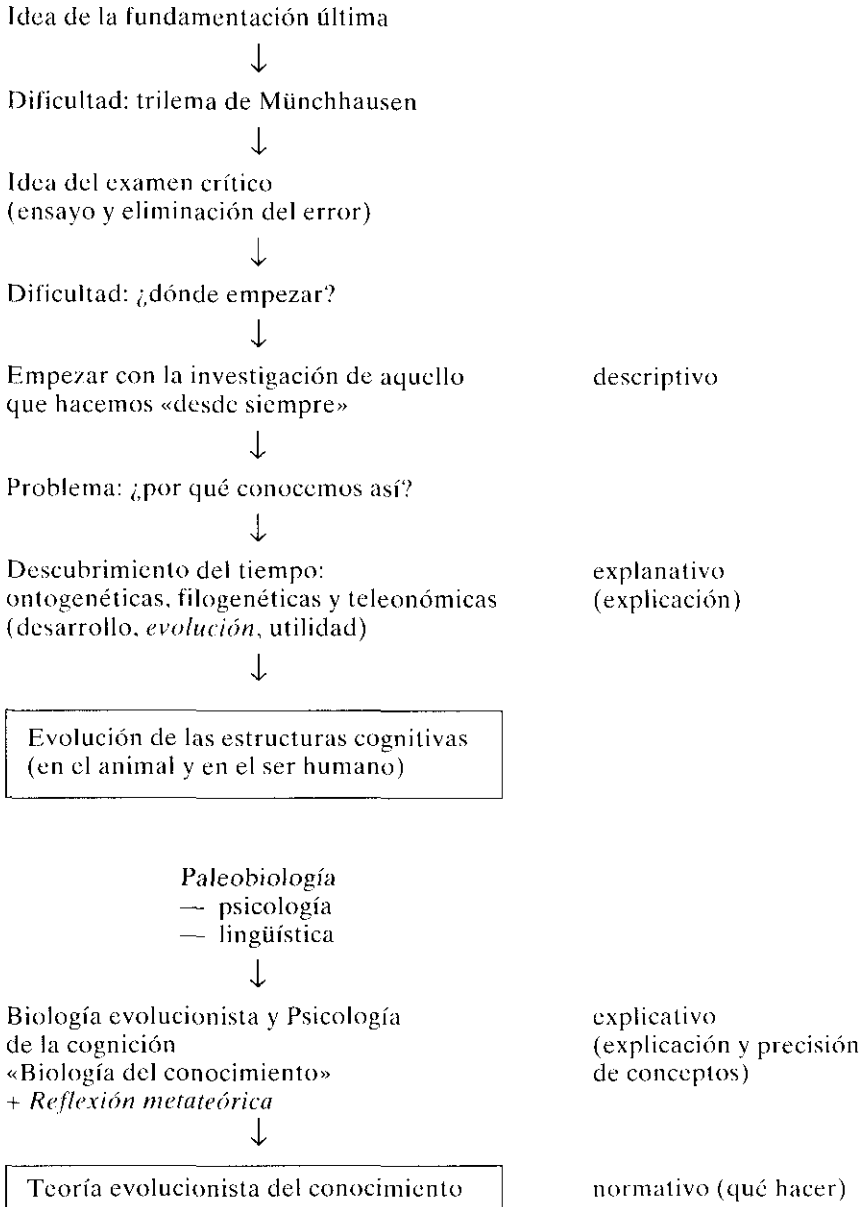 Idea de la fundamentación última
↓
Dificultad: trilema de Münchhausen
↓
Idea del examen crítico
(ensayo y eliminación del error)
↓
Dificultad: ¿dónde empezar?
↓
Empezar con la investigación de aquello descriptivo
que hacemos «desde siempre»
↓
Problema: ¿por qué conocemos así?
↓
Descubrimiento del tiempo: explanativo
ontogenéticas, filogenéticas y teleonómicas (explicación)
(desarrollo, evolución, utilidad)
↓
Evolución de las estructuras cognitivas
(en el animal y en el ser humano)
Paleobiología
— psicología
— lingüística
↓
Biología evolucionista y Psicología explicativo
de la cognición (explicación y precisión
«Biología del conocimiento» de conceptos)
+ Reflexión metateórica
↓
Teoría evolucionista del conocimiento normativo (qué hacer)